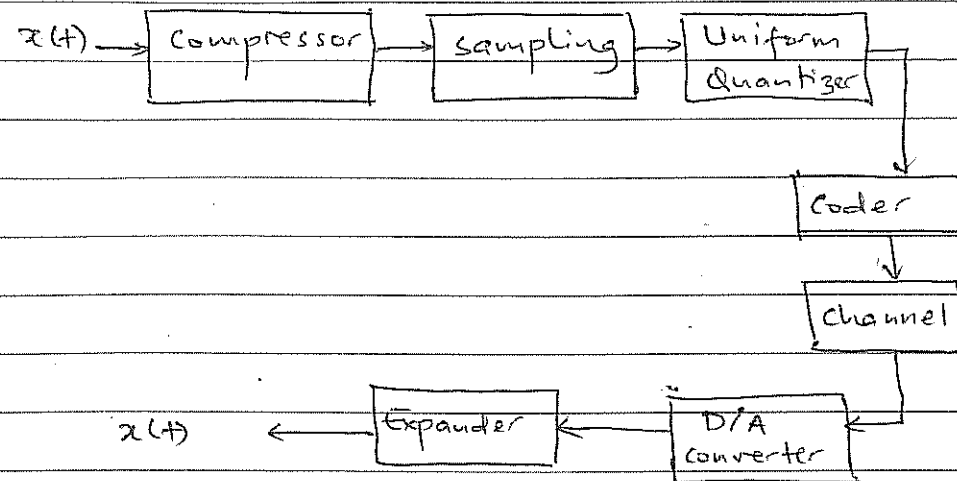 x(t)
Compressor
sampling
Uniform
Quantizer
Coder
Channel
D/A
converter
Expander
x(t)